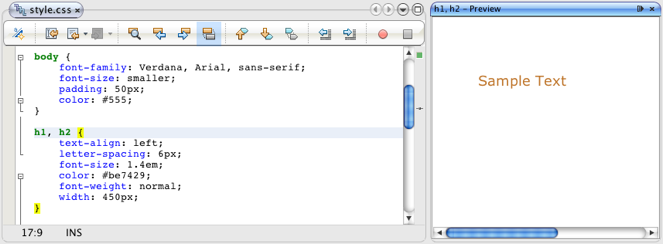 style.css
body {
font-family: Verdana, Arial, sans-serif;
font-size: smaller;
padding: 50px;
color: #555;
}
h1, h2 {
text-align: left;
letter-spacing: 6px;
font-size: 1.4em;
color: #be7429;
font-weight: normal;
width: 450px;
}
17:9 INS
h1, h2 - Preview
Sample Text